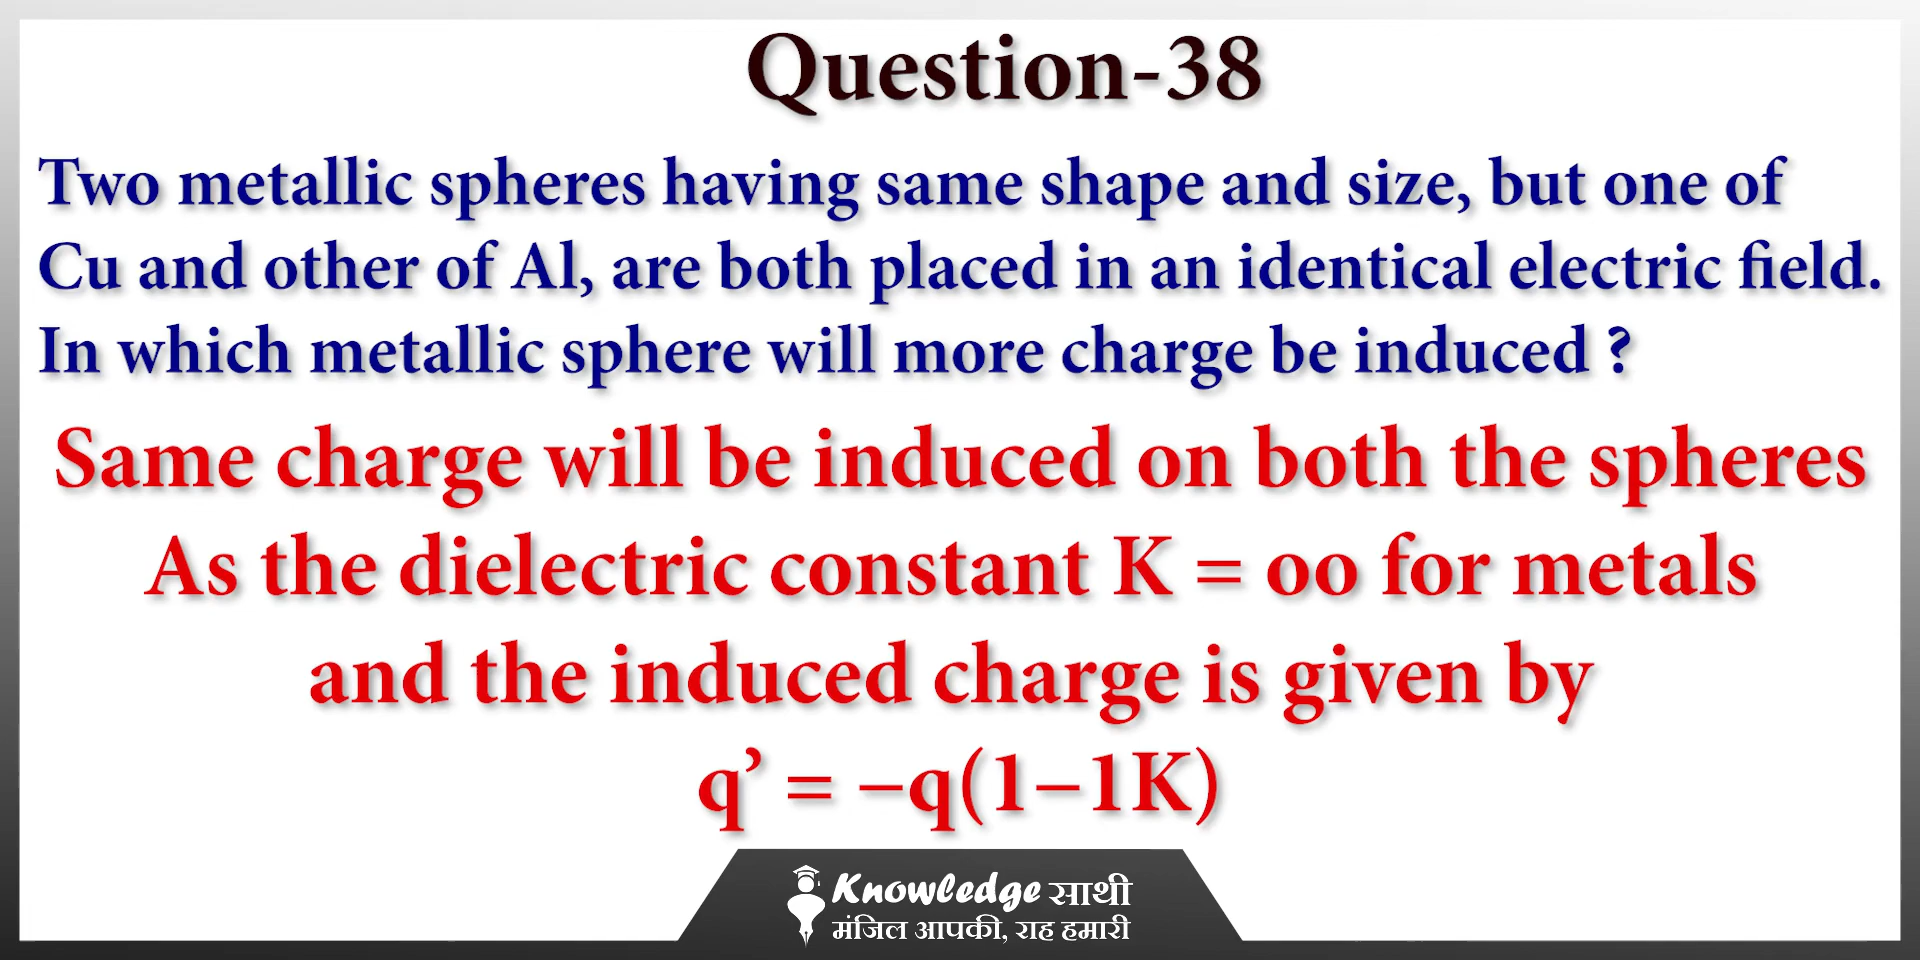 Question-38
Two metallic spheres having same shape and size, but one of
Cu and other of Al, are both placed in an identical electric field.
In which metallic sphere will more charge be induced ?
Same charge will be induced on both the spheres
As the dielectric constant K = oo for metals
and the induced charge is given by
q’ = −q(1−1K)
Knowledge साथी
मंजिल आपकी, राह हमारी